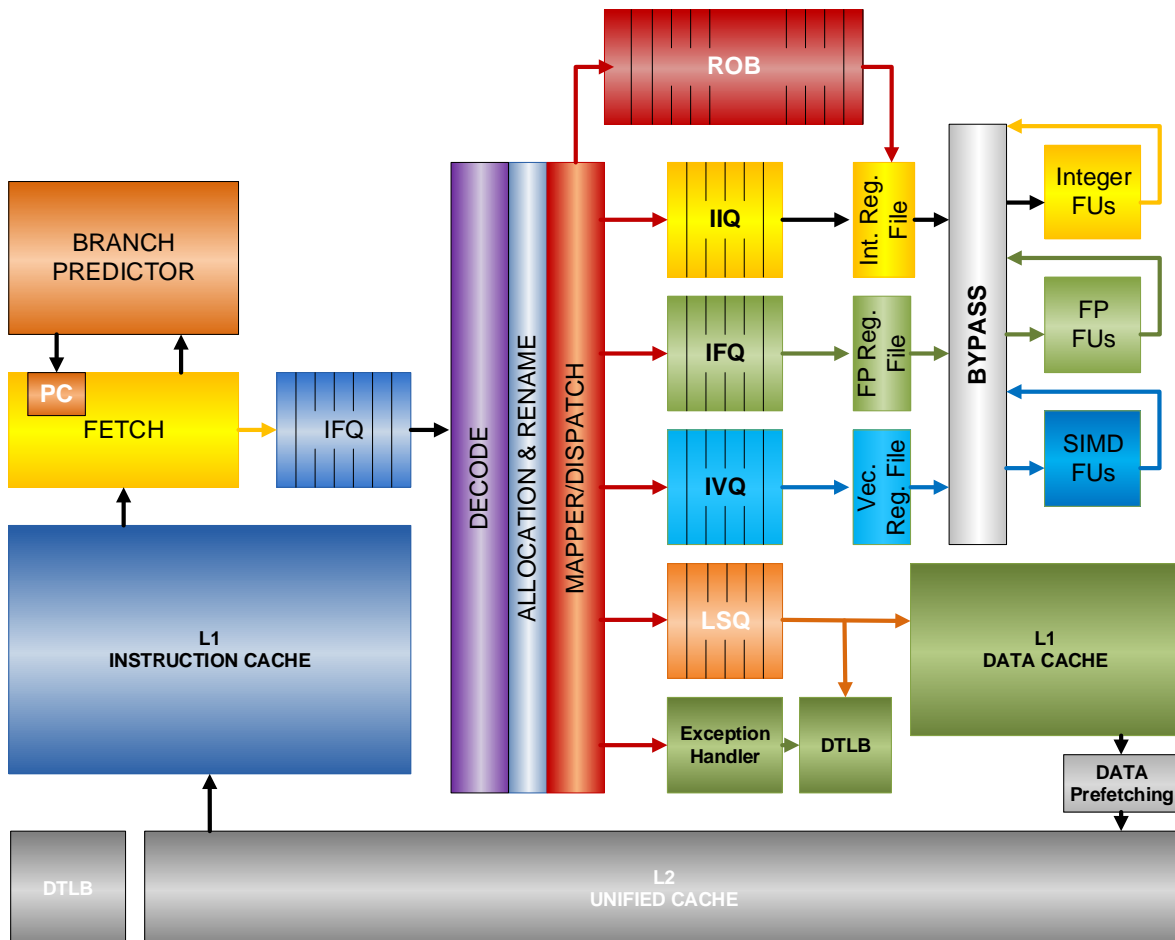 ROB
BRANCH
PREDICTOR
PC
FETCH
IFQ
DECODE
ALLOCATION & RENAME
MAPPER/DISPATCH
IIQ
Int. Reg.
File
IFQ
FP Reg.
File
IVQ
Vec.
Reg. File
BYPASS
Integer
FUs
FP
FUs
SIMD
FUs
LSQ
L1
DATA CACHE
L1
INSTRUCTION CACHE
Exception
Handler
DTLB
DATA
Prefetching
DTLB
L2
UNIFIED CACHE